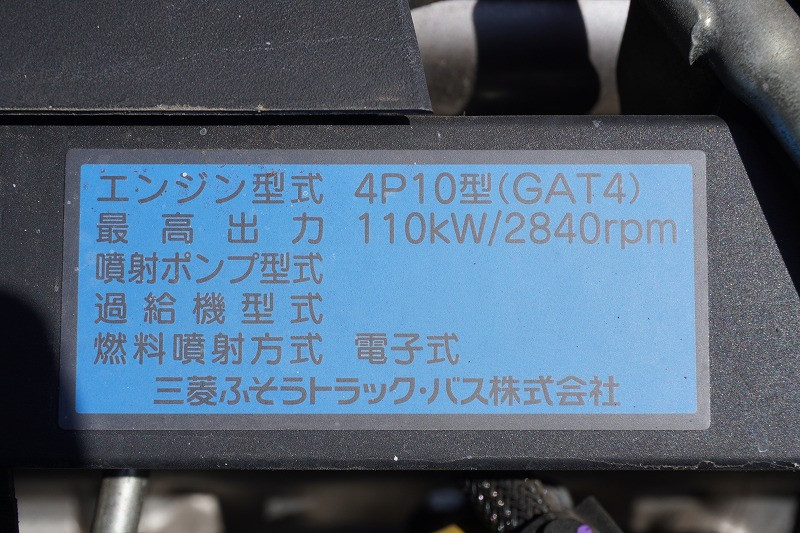 エンジン型式 4P10型(GAT4)
最高出力 110kW/2840rpm
噴射ポンプ型式
過給機型式
燃料噴射方式 電子式
三菱ふそうトラック・バス株式会社